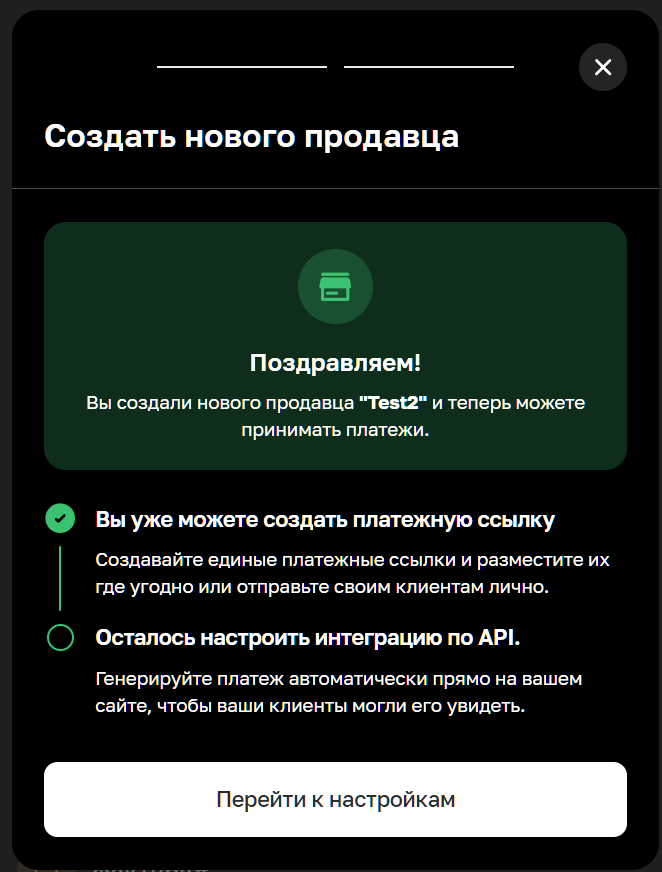 Создать нового продавца
Поздравляем!
Вы создали нового продавца "Test2" и теперь можете
принимать платежи.
Вы уже можете создать платежную ссылку
Создавайте единые платежные ссылки и разместите их
где угодно или отправьте своим клиентам лично.
Осталось настроить интеграцию по API.
Генерируйте платеж автоматически прямо на вашем
сайте, чтобы ваши клиенты могли его увидеть.
Перейти к настройкам